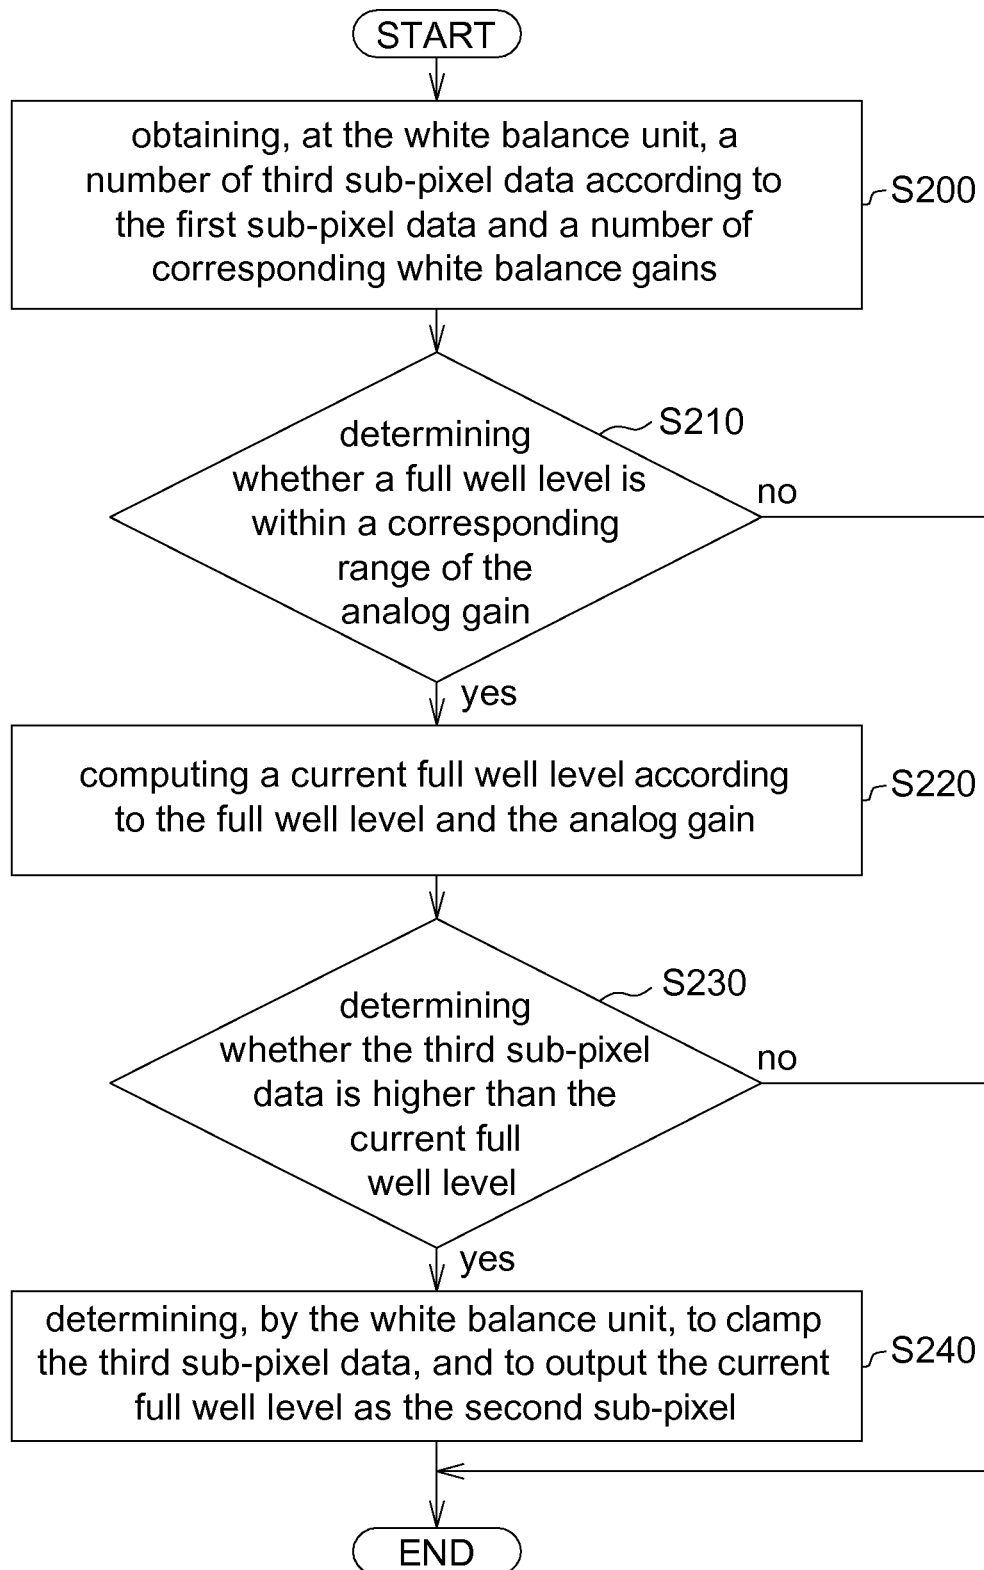 START
obtaining, at the white balance unit, a
number of third sub-pixel data according to
the first sub-pixel data and a number of
corresponding white balance gains
S200
S210
determining
whether a full well level is
within a corresponding
range of the
analog gain
no
yes
computing a current full well level according
to the full well level and the analog gain
S220
S230
determining
whether the third sub-pixel
data is higher than the
current full
well level
no
yes
determining, by the white balance unit, to clamp
the third sub-pixel data, and to output the current
full well level as the second sub-pixel
S240
END